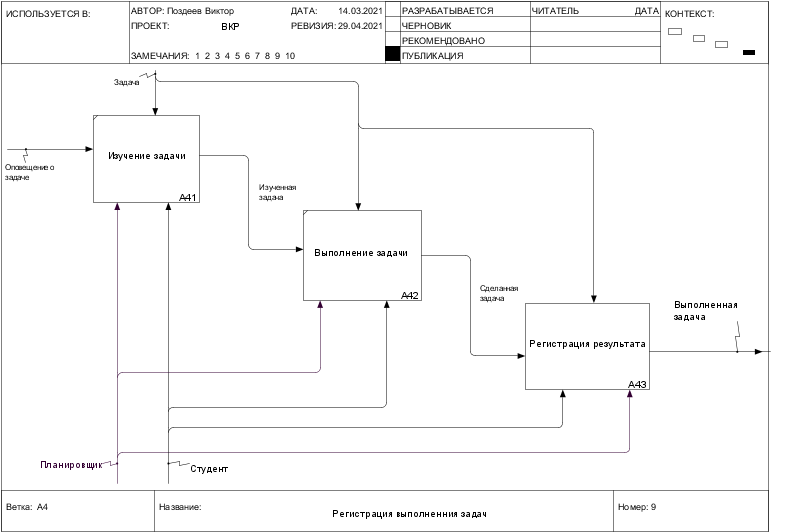 ИСПОЛЬЗУЕТСЯ В:
АВТОР: Поздеев Виктор
ДАТА: 14.03.2021
ПРОЕКТ: ВКР
РЕВИЗИЯ: 29.04.2021
ЗАМЕЧАНИЯ: 1 2 3 4 5 6 7 8 9 10
РАЗРАБАТЫВАЕТСЯ
ЧЕРНОВИК
РЕКОМЕНДОВАНО
ПУБЛИКАЦИЯ
ЧИТАТЕЛЬ
ДАТА
КОНТЕКСТ:
Задача
Изучение задачи
A41
Оповещение о
задаче
Изученная
задача
Выполнение задачи
A42
Сделанная
задача
Выполненная
задача
Регистрация результата
A43
Планировщик
Студент
Ветка: A4
Название:
Регистрация выполненния задач
Номер: 9